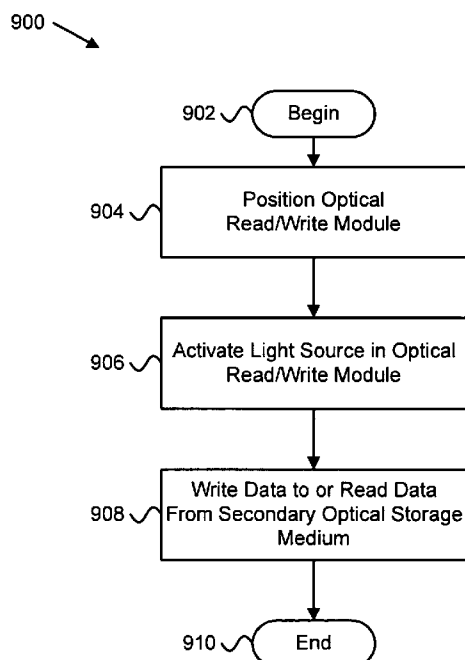 900
902
Begin
904
Position Optical
Read/Write Module
906
Activate Light Source in Optical
Read/Write Module
908
Write Data to or Read Data
From Secondary Optical Storage
Medium
910
End